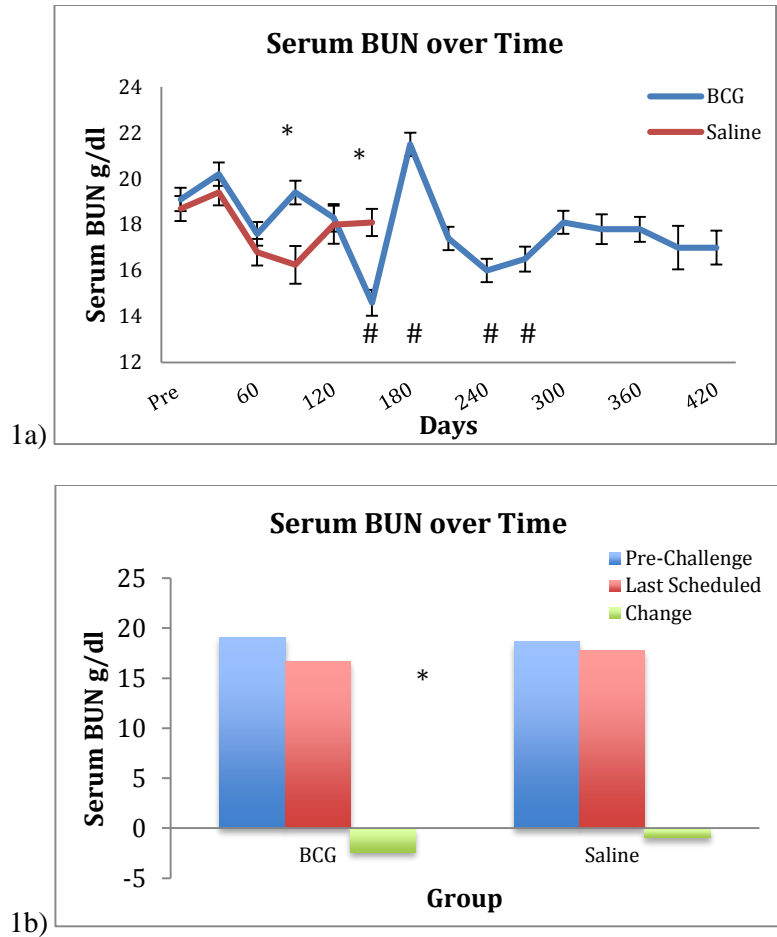 Serum BUN over Time
24
22
20
18
16
14
12
Serum BUN g/dl
BCG
Saline
*
*
# # # #
Pre 60 120 180 240 300 360 420
Days
1a)
Serum BUN over Time
Pre-Challenge
Last Scheduled
Change
25
20
15
10
5
0
-5
Serum BUN g/dl
*
BCG Saline
Group
1b)